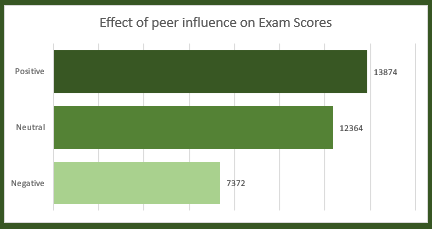 Effect of peer influence on Exam Scores
Positive
13874
Neutral
12364
Negative
7372